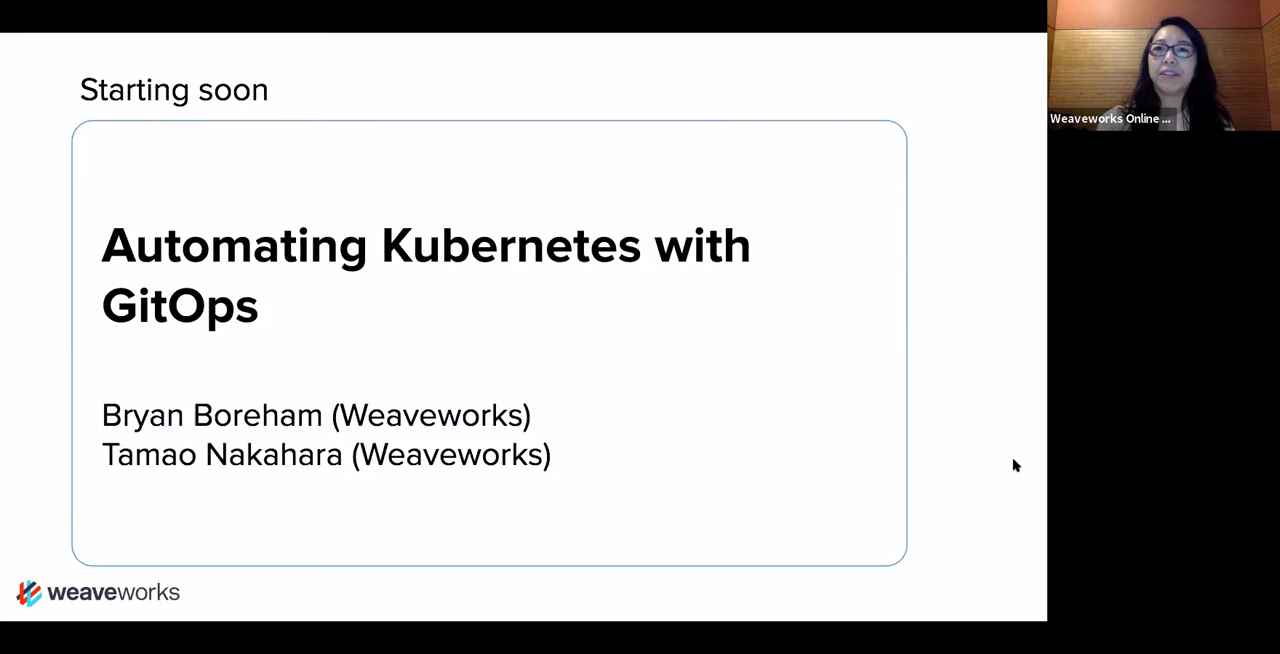 Starting soon
Automating Kubernetes with
GitOps
Bryan Boreham (Weaveworks)
Tamao Nakahara (Weaveworks)
weaveworks
Weaveworks Online ...